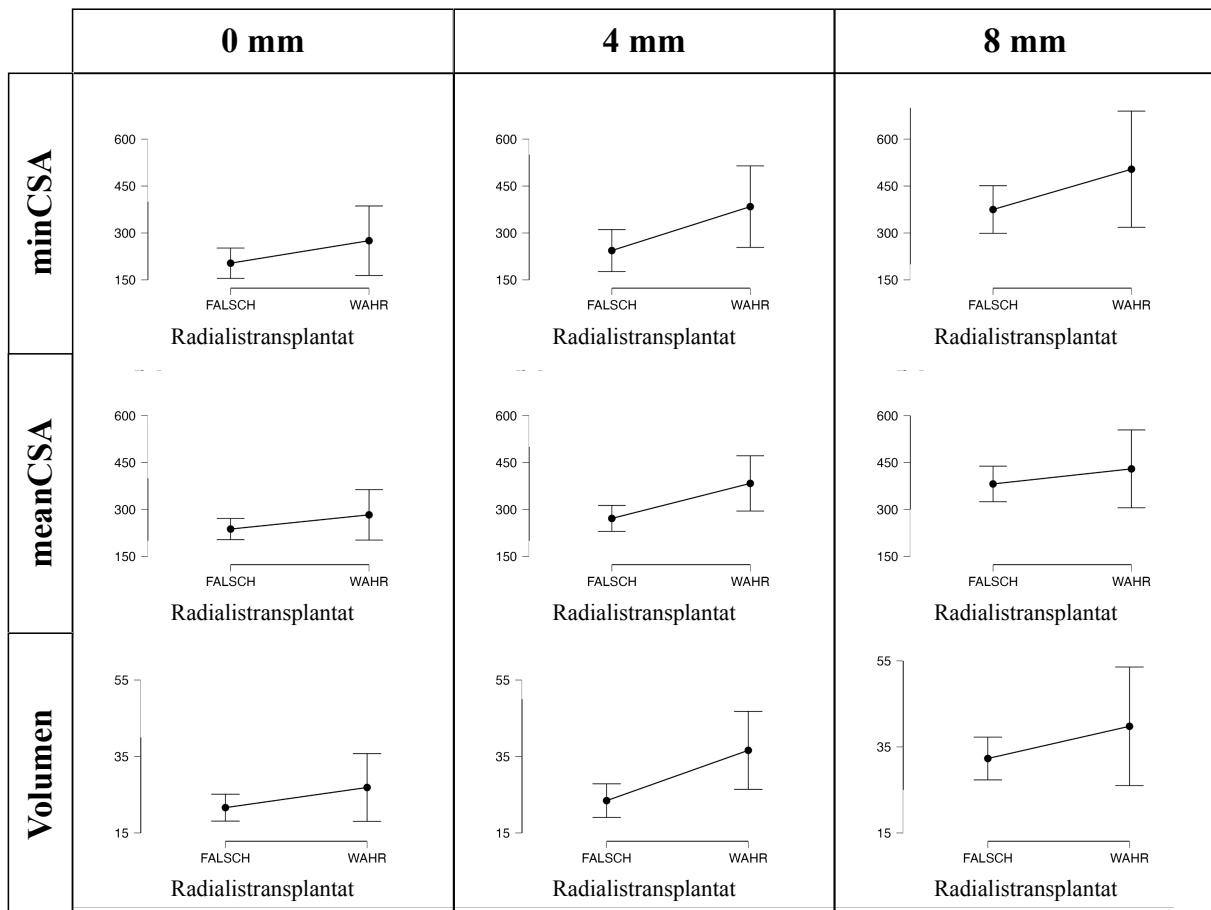 0 mm 4 mm 8 mm
minCSA
600 600 600
450 450 450
300 300 300
150 150 150
FALSCH WAHR FALSCH WAHR FALSCH WAHR
Radialistransplantat Radialistransplantat Radialistransplantat
meanCSA
600 600 600
450 450 450
300 300 300
150 150 150
FALSCH WAHR FALSCH WAHR FALSCH WAHR
Radialistransplantat Radialistransplantat Radialistransplantat
Volumen
55 55 55
35 35 35
15 15 15
FALSCH WAHR FALSCH WAHR FALSCH WAHR
Radialistransplantat Radialistransplantat Radialistransplantat